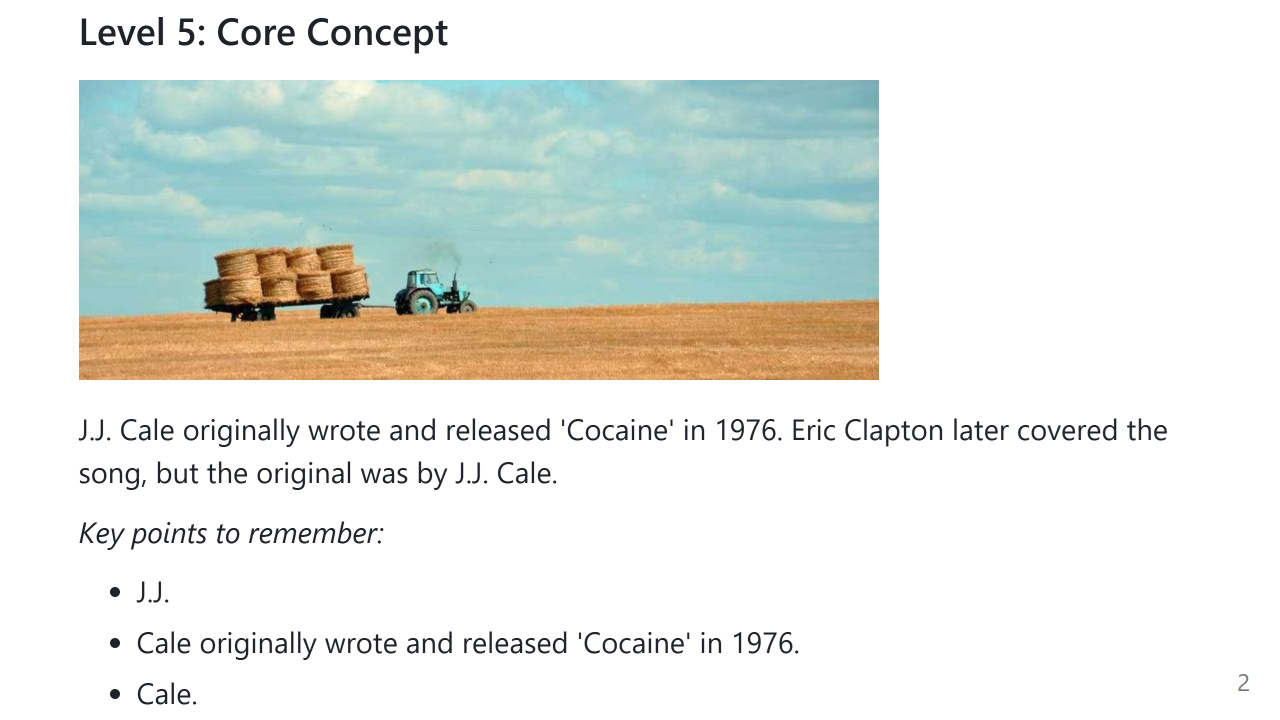 Level 5: Core Concept
J.J. Cale originally wrote and released 'Cocaine' in 1976. Eric Clapton later covered the
song, but the original was by J.J. Cale.
Key points to remember:
• J.J.
• Cale originally wrote and released 'Cocaine' in 1976.
• Cale.
2